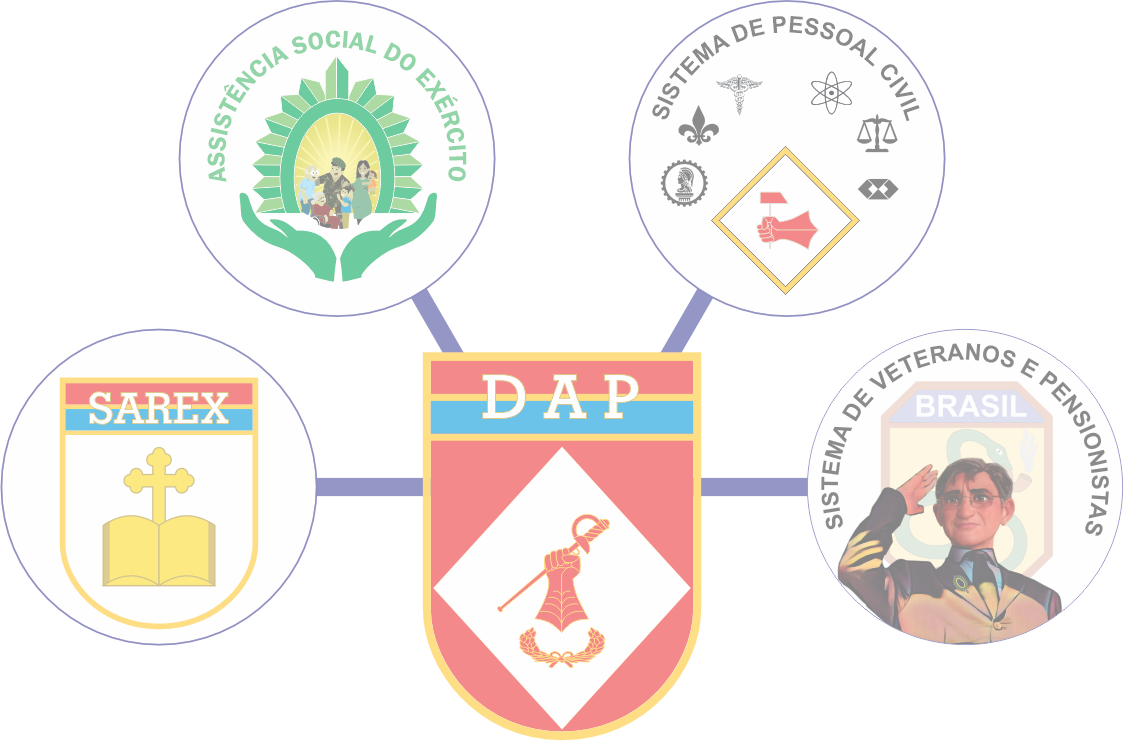 ASSISTÊNCIA SOCIAL DO EXÉRCITO
SISTEMA DE PESSOAL CIVIL
SAREX
DAP
SISTEMA DE VETERANOS E PENSIONISTAS
BRASIL